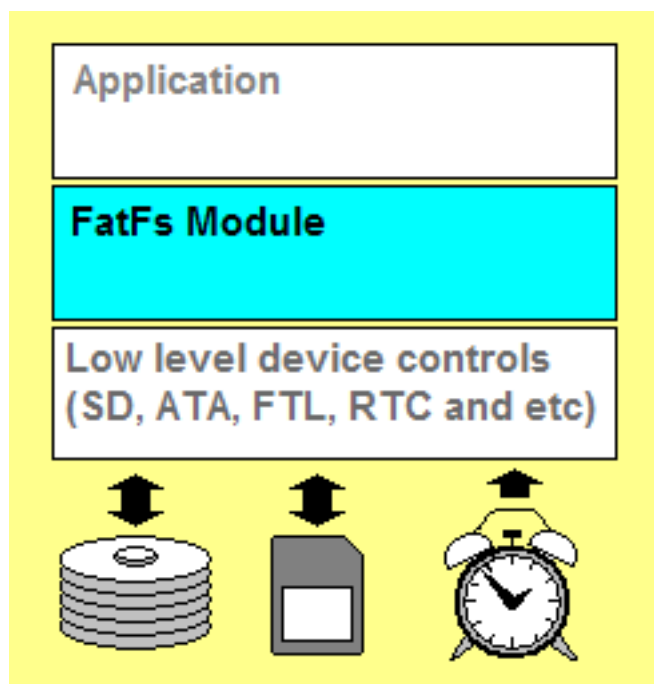 Application
FatFs Module
Low level device controls
(SD, ATA, FTL, RTC and etc)